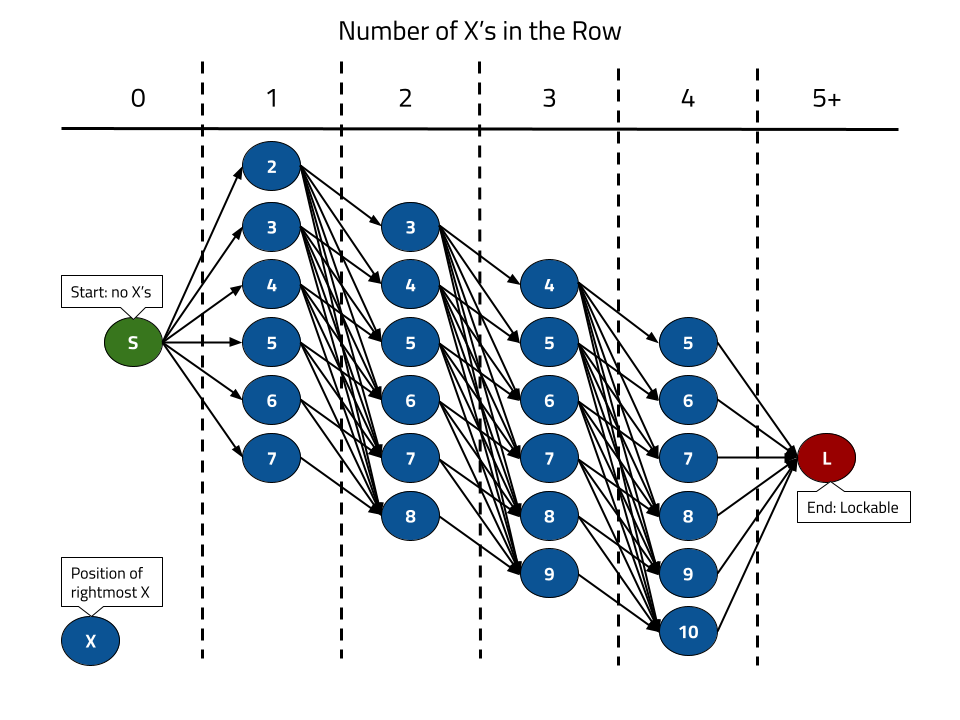 Number of X's in the Row
0 1 2 3 4 5+
2
3 3
4 4 4
Start: no X's
S 5 5 5 5
6 6 6 6
7 7 7 7 L
8 8 8
End: Lockable
9 9
Position of
rightmost X
10
X